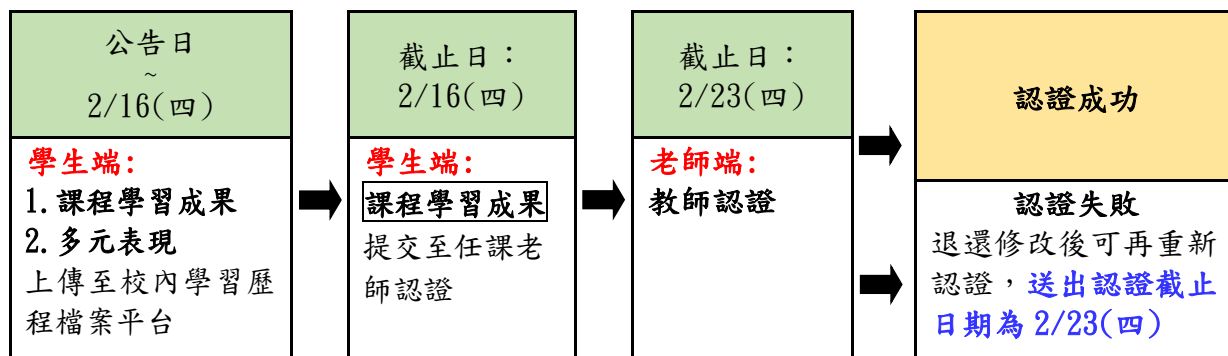 公告日
~
2/16(四)
學生端:
1.課程學習成果
2.多元表現
上傳至校內學習歷
程檔案平台
截止日：
2/16(四)
學生端:
課程學習成果
提交至任課老
師認證
截止日：
2/23(四)
老師端:
教師認證
認證成功
認證失敗
退還修改後可再重新
認證，送出認證截止
日期為 2/23(四)